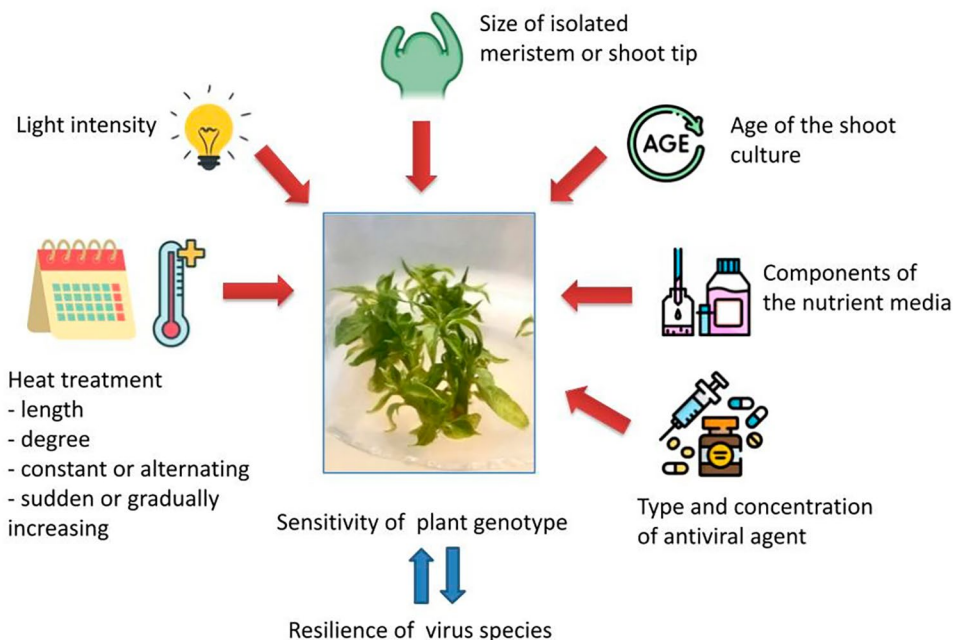 Size of isolated
meristem or shoot tip
Light intensity
AGE
Age of the shoot
culture
Components of
the nutrient media
Heat treatment
- length
- degree
- constant or alternating
- sudden or gradually
increasing
Type and concentration
of antiviral agent
Sensitivity of plant genotype
Resilience of virus species